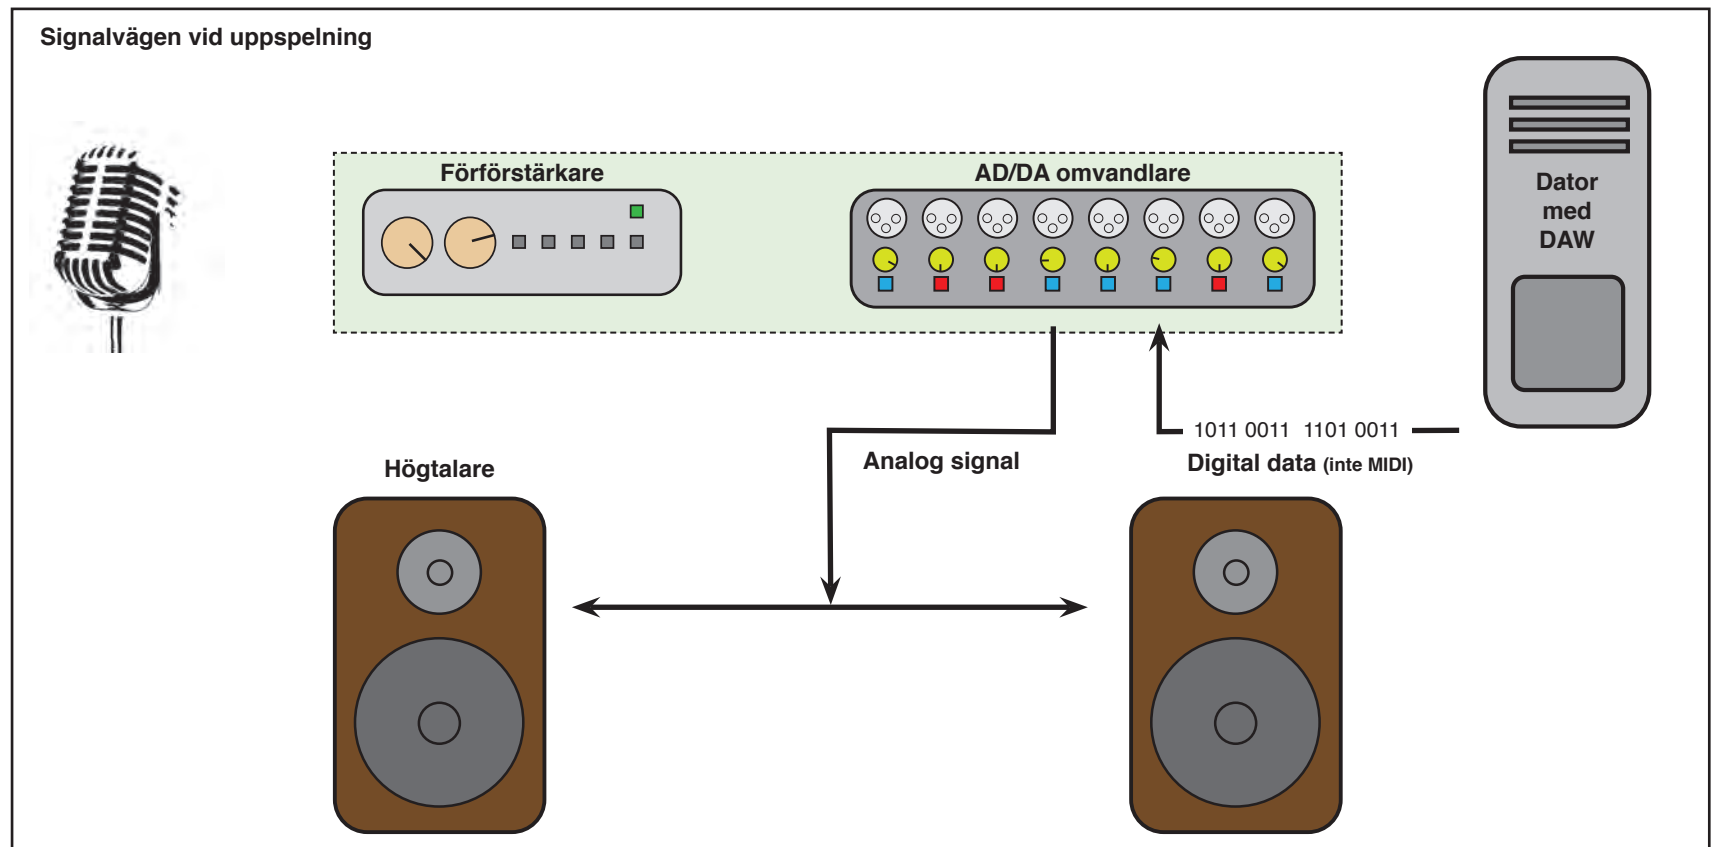 Signalvägen vid uppspelning
Förförstärkare
AD/DA omvandlare
Dator
med
DAW
1011 0011  1101 0011
Analog signal
Digital data (inte MIDI)
Högtalare